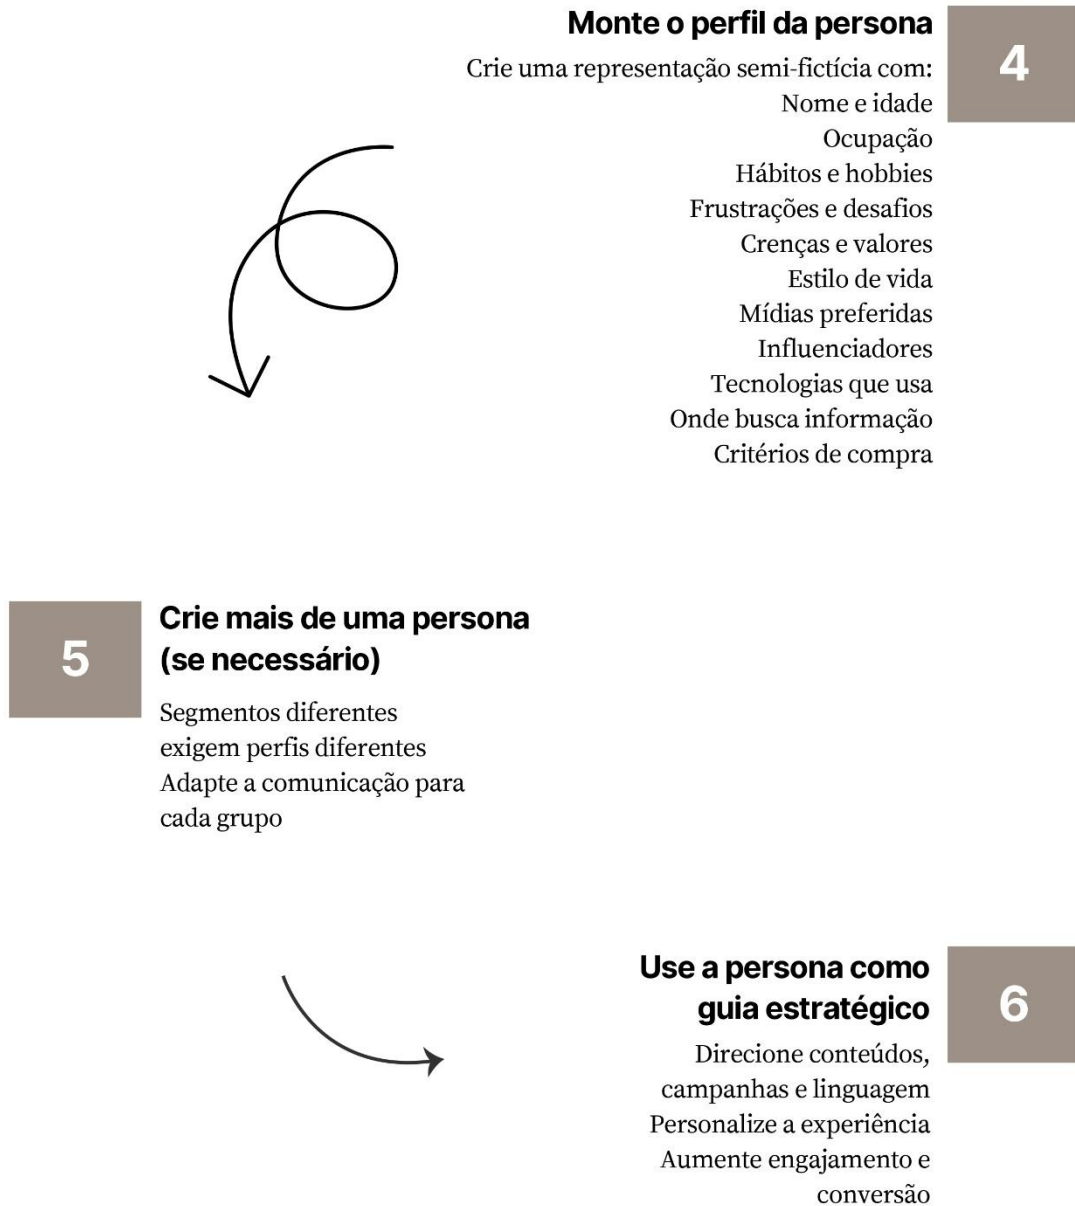 Monte o perfil da persona
4
Crie uma representação semi-fictícia com:
Nome e idade
Ocupação
Hábitos e hobbies
Frustrações e desafios
Crenças e valores
Estilo de vida
Mídias preferidas
Influenciadores
Tecnologias que usa
Onde busca informação
Critérios de compra
5
Crie mais de uma persona
(se necessário)
Segmentos diferentes
exigem perfis diferentes
Adapte a comunicação para
cada grupo
Use a persona como
guia estratégico
6
Direcione conteúdos,
campanhas e linguagem
Personalize a experiência
Aumente engajamento e
conversão